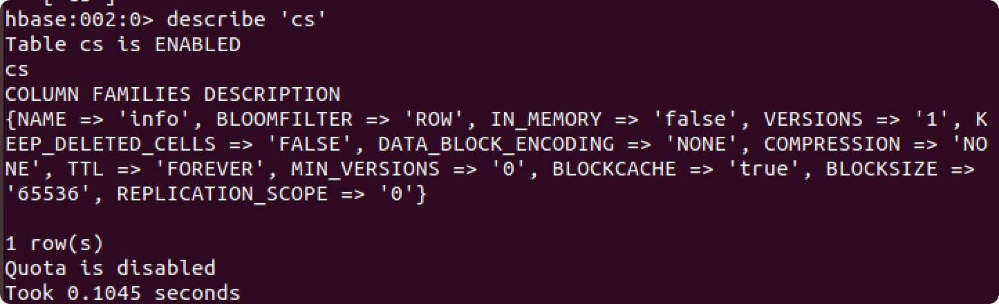 hbase:002:0> describe 'cs'
Table cs is ENABLED
cs
COLUMN FAMILIES DESCRIPTION
{NAME => 'info', BLOOMFILTER => 'ROW', IN_MEMORY => 'false', VERSIONS => '1', K
EEP_DELETED_CELLS => 'FALSE', DATA_BLOCK_ENCODING => 'NONE', COMPRESSION => 'NO
NE', TTL => 'FOREVER', MIN_VERSIONS => '0', BLOCKCACHE => 'true', BLOCKSIZE =>
'65536', REPLICATION_SCOPE => '0'}
1 row(s)
Quota is disabled
Took 0.1045 seconds